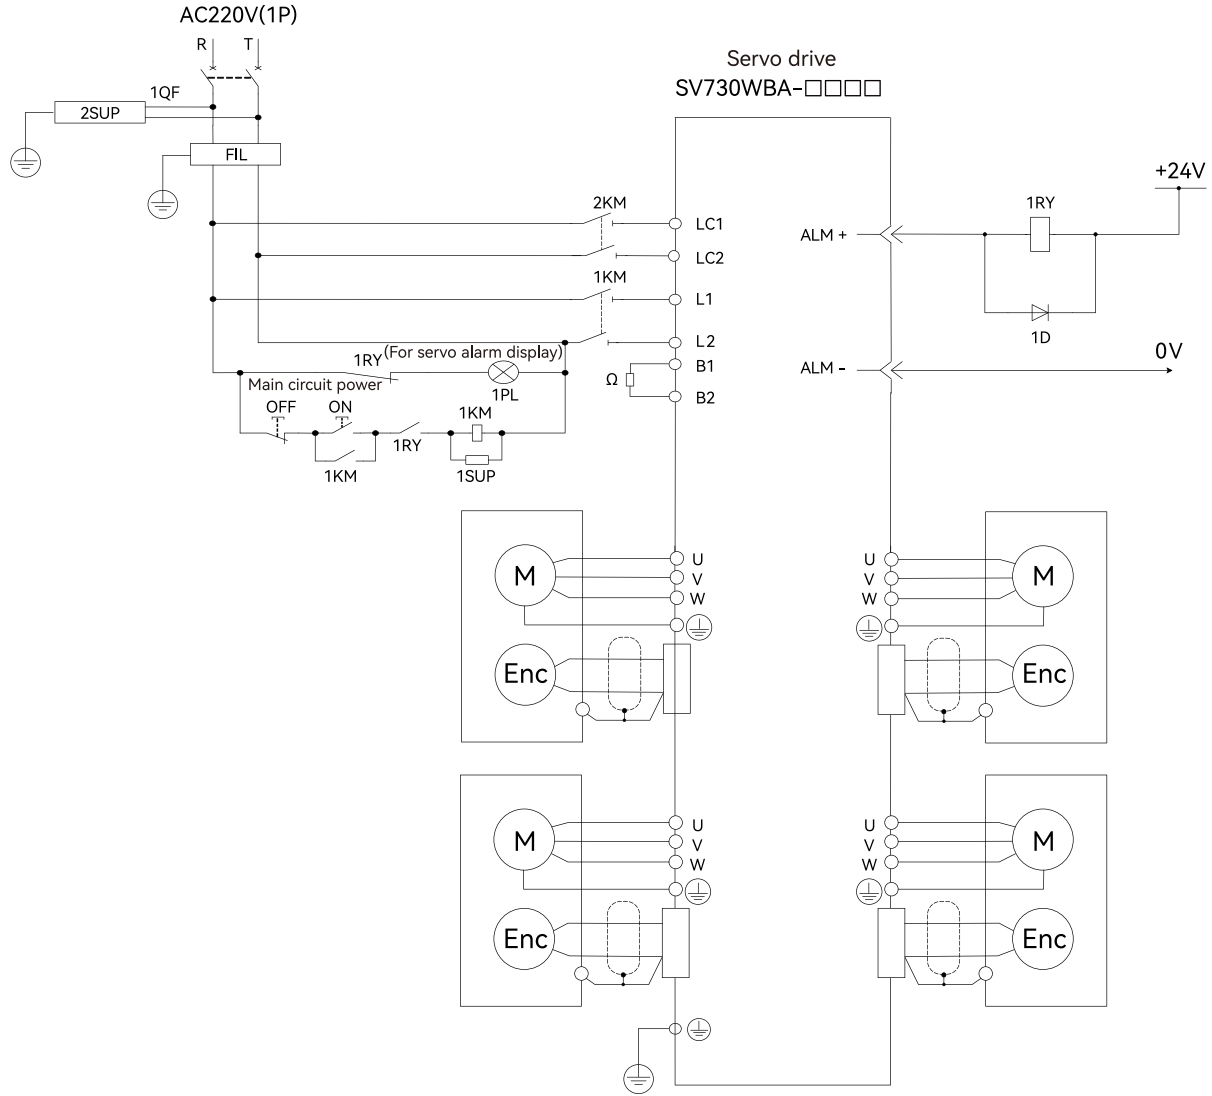 AC220V(1P)
R
T
1QF
2SUP
FIL
Servo drive
SV730WBA-□□□□
2KM
LC1
LC2
1KM
L1
L2
B1
Ω
B2
ALM +
1RY
+24V
1D
0V
ALM -
(For servo alarm display)
1RY
1PL
Main circuit power
OFF
ON
1RY
1KM
1KM
1SUP
M
U
V
W
Enc
U
V
W
M
Enc
M
U
V
W
Enc
U
V
W
M
Enc